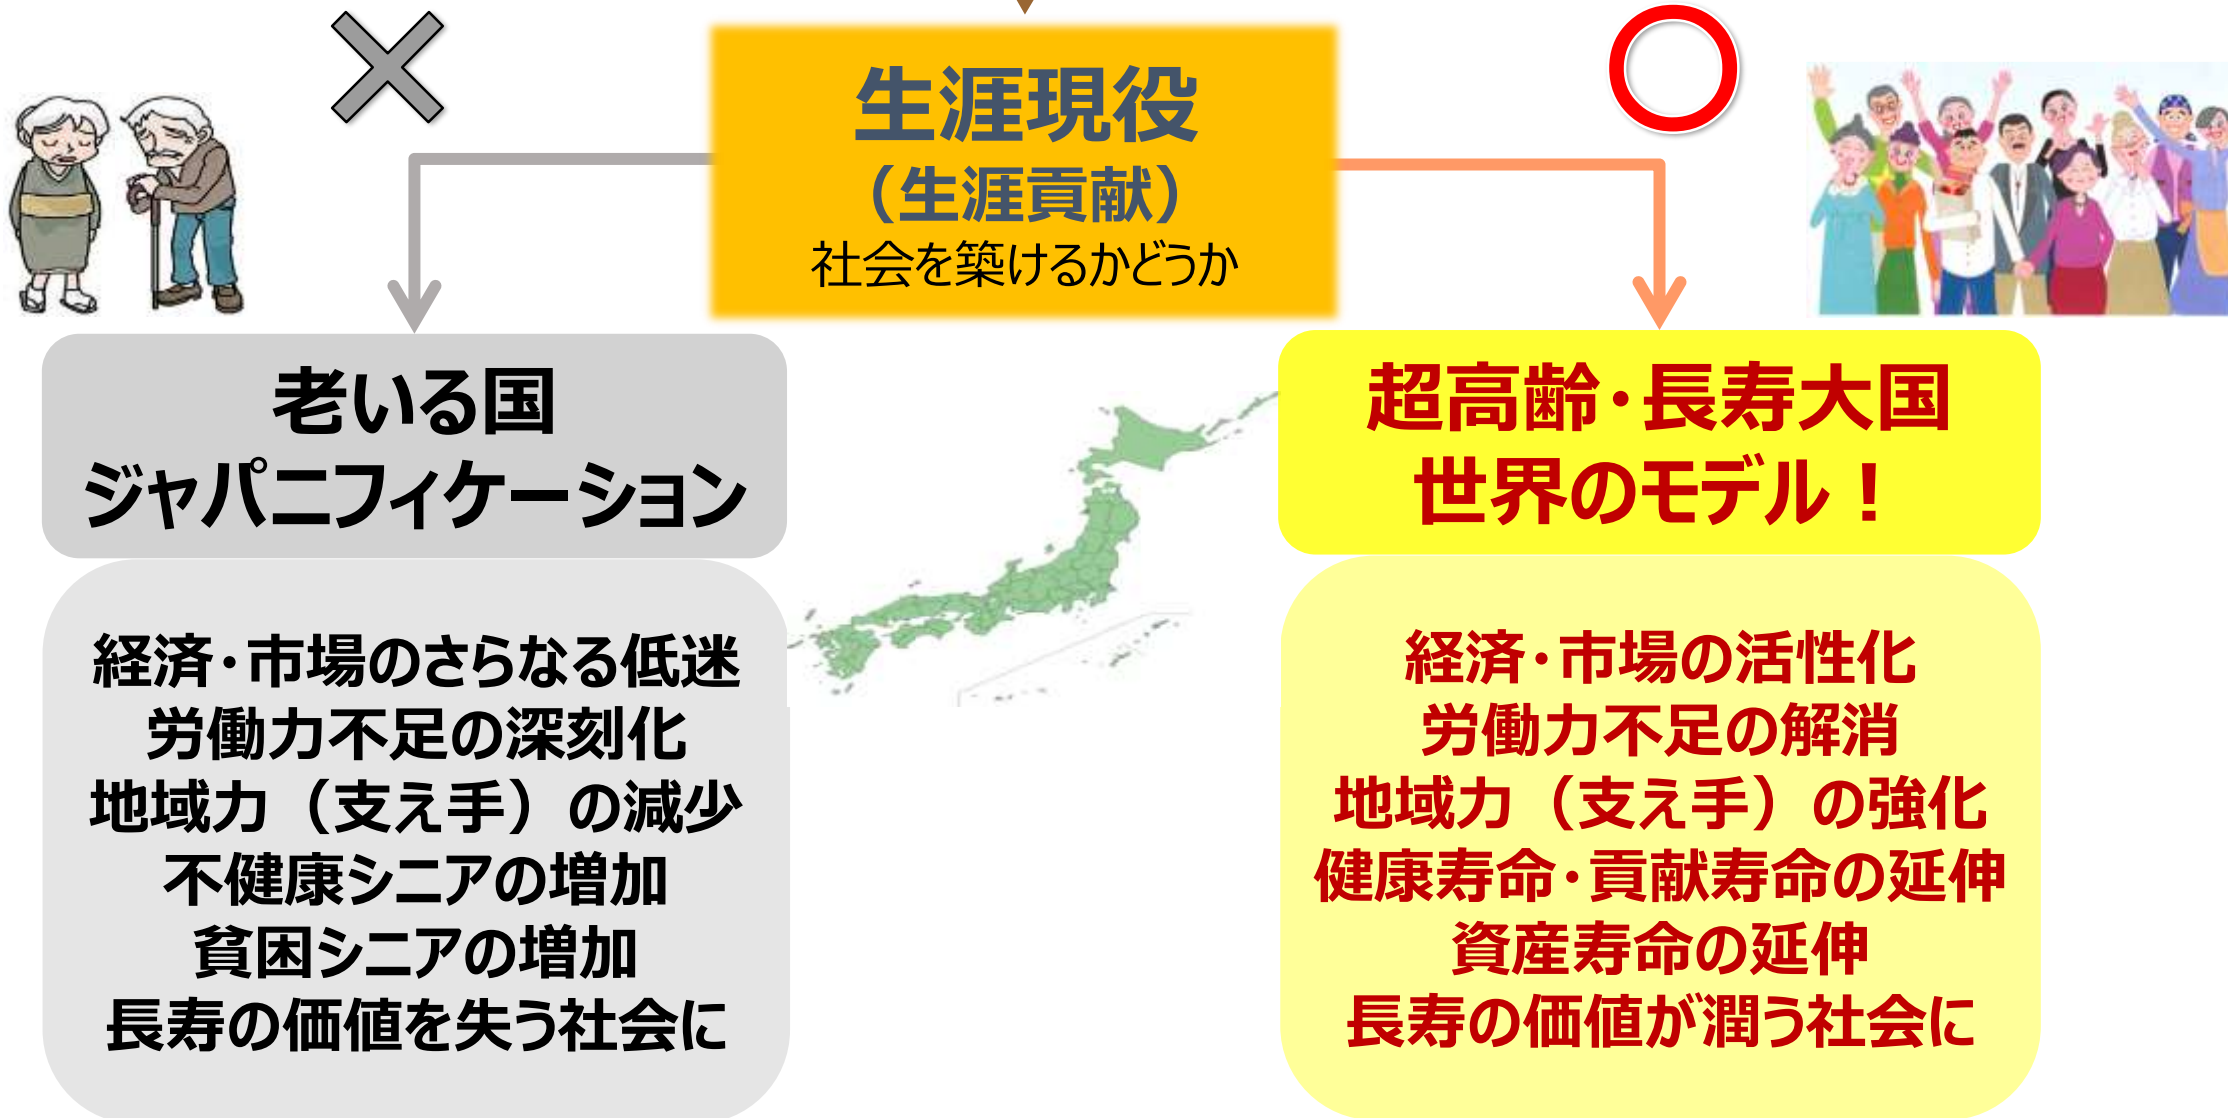 生涯現役
（生涯貢献）
社会を築けるかどうか
老いる国
ジャパニフィケーション
経済・市場のさらなる低迷
労働力不足の深刻化
地域力（支え手）の減少
不健康シニアの増加
貧困シニアの増加
長寿の価値を失う社会に
超高齢・長寿大国
世界のモデル！
経済・市場の活性化
労働力不足の解消
地域力（支え手）の強化
健康寿命・貢献寿命の延伸
資産寿命の延伸
長寿の価値が潤う社会に